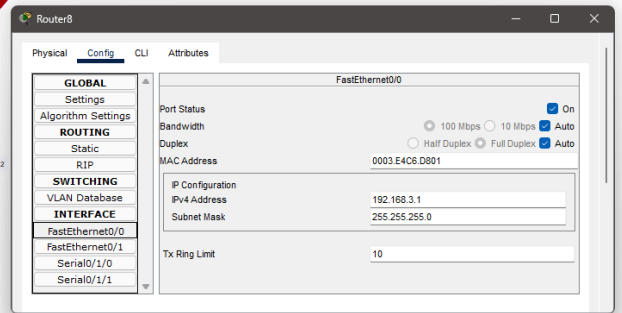 Router8
Physical Config CLI Attributes
GLOBAL
Settings
Algorithm Settings
ROUTING
Static
RIP
SWITCHING
VLAN Database
INTERFACE
FastEthernet0/0
FastEthernet0/1
Serial0/1/0
Serial0/1/1
FastEthernet0/0
Port Status On
Bandwidth 100 Mbps 10 Mbps Auto
Duplex Half Duplex Full Duplex Auto
MAC Address 0003.E4C6.D801
IP Configuration
IPv4 Address 192.168.3.1
Subnet Mask 255.255.255.0
Tx Ring Limit 10
2